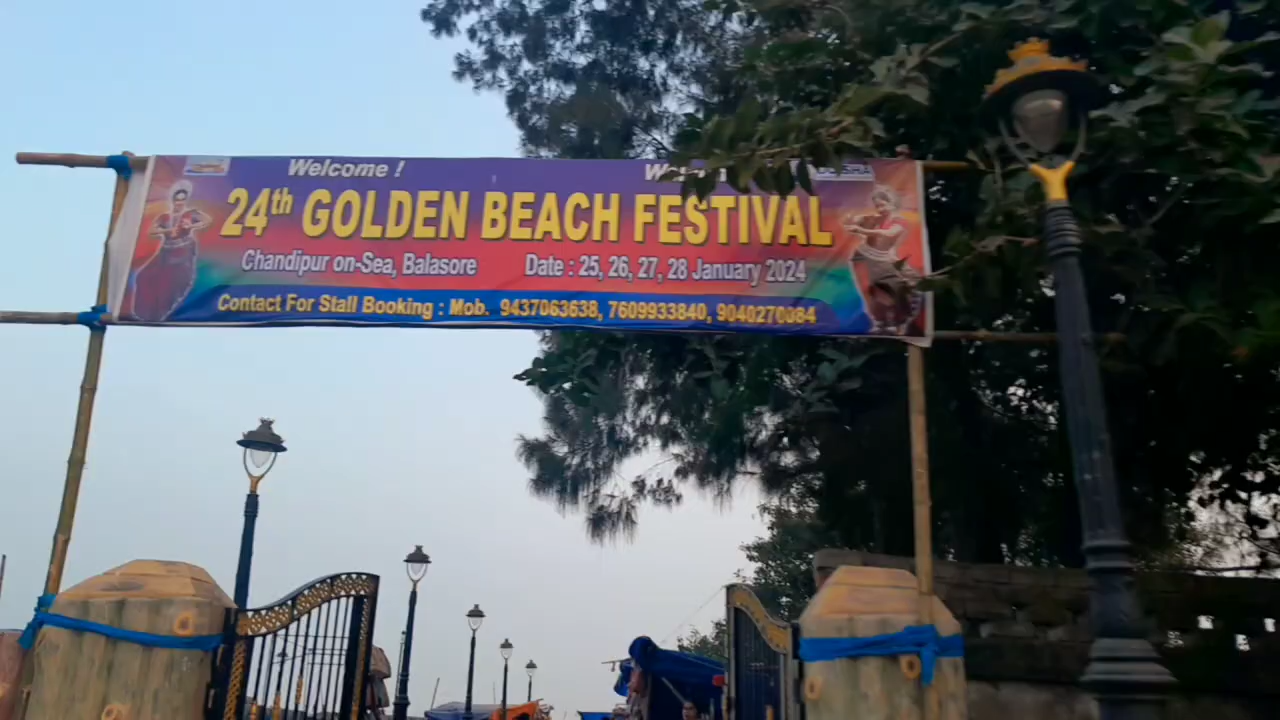 Welcome !
24th GOLDEN BEACH FESTIVAL
Chandipur on-Sea, Balasore Date : 25, 26, 27, 28 January 2024
Contact For Stall Booking : Mob. 9437063638, 7609933840, 9040270084